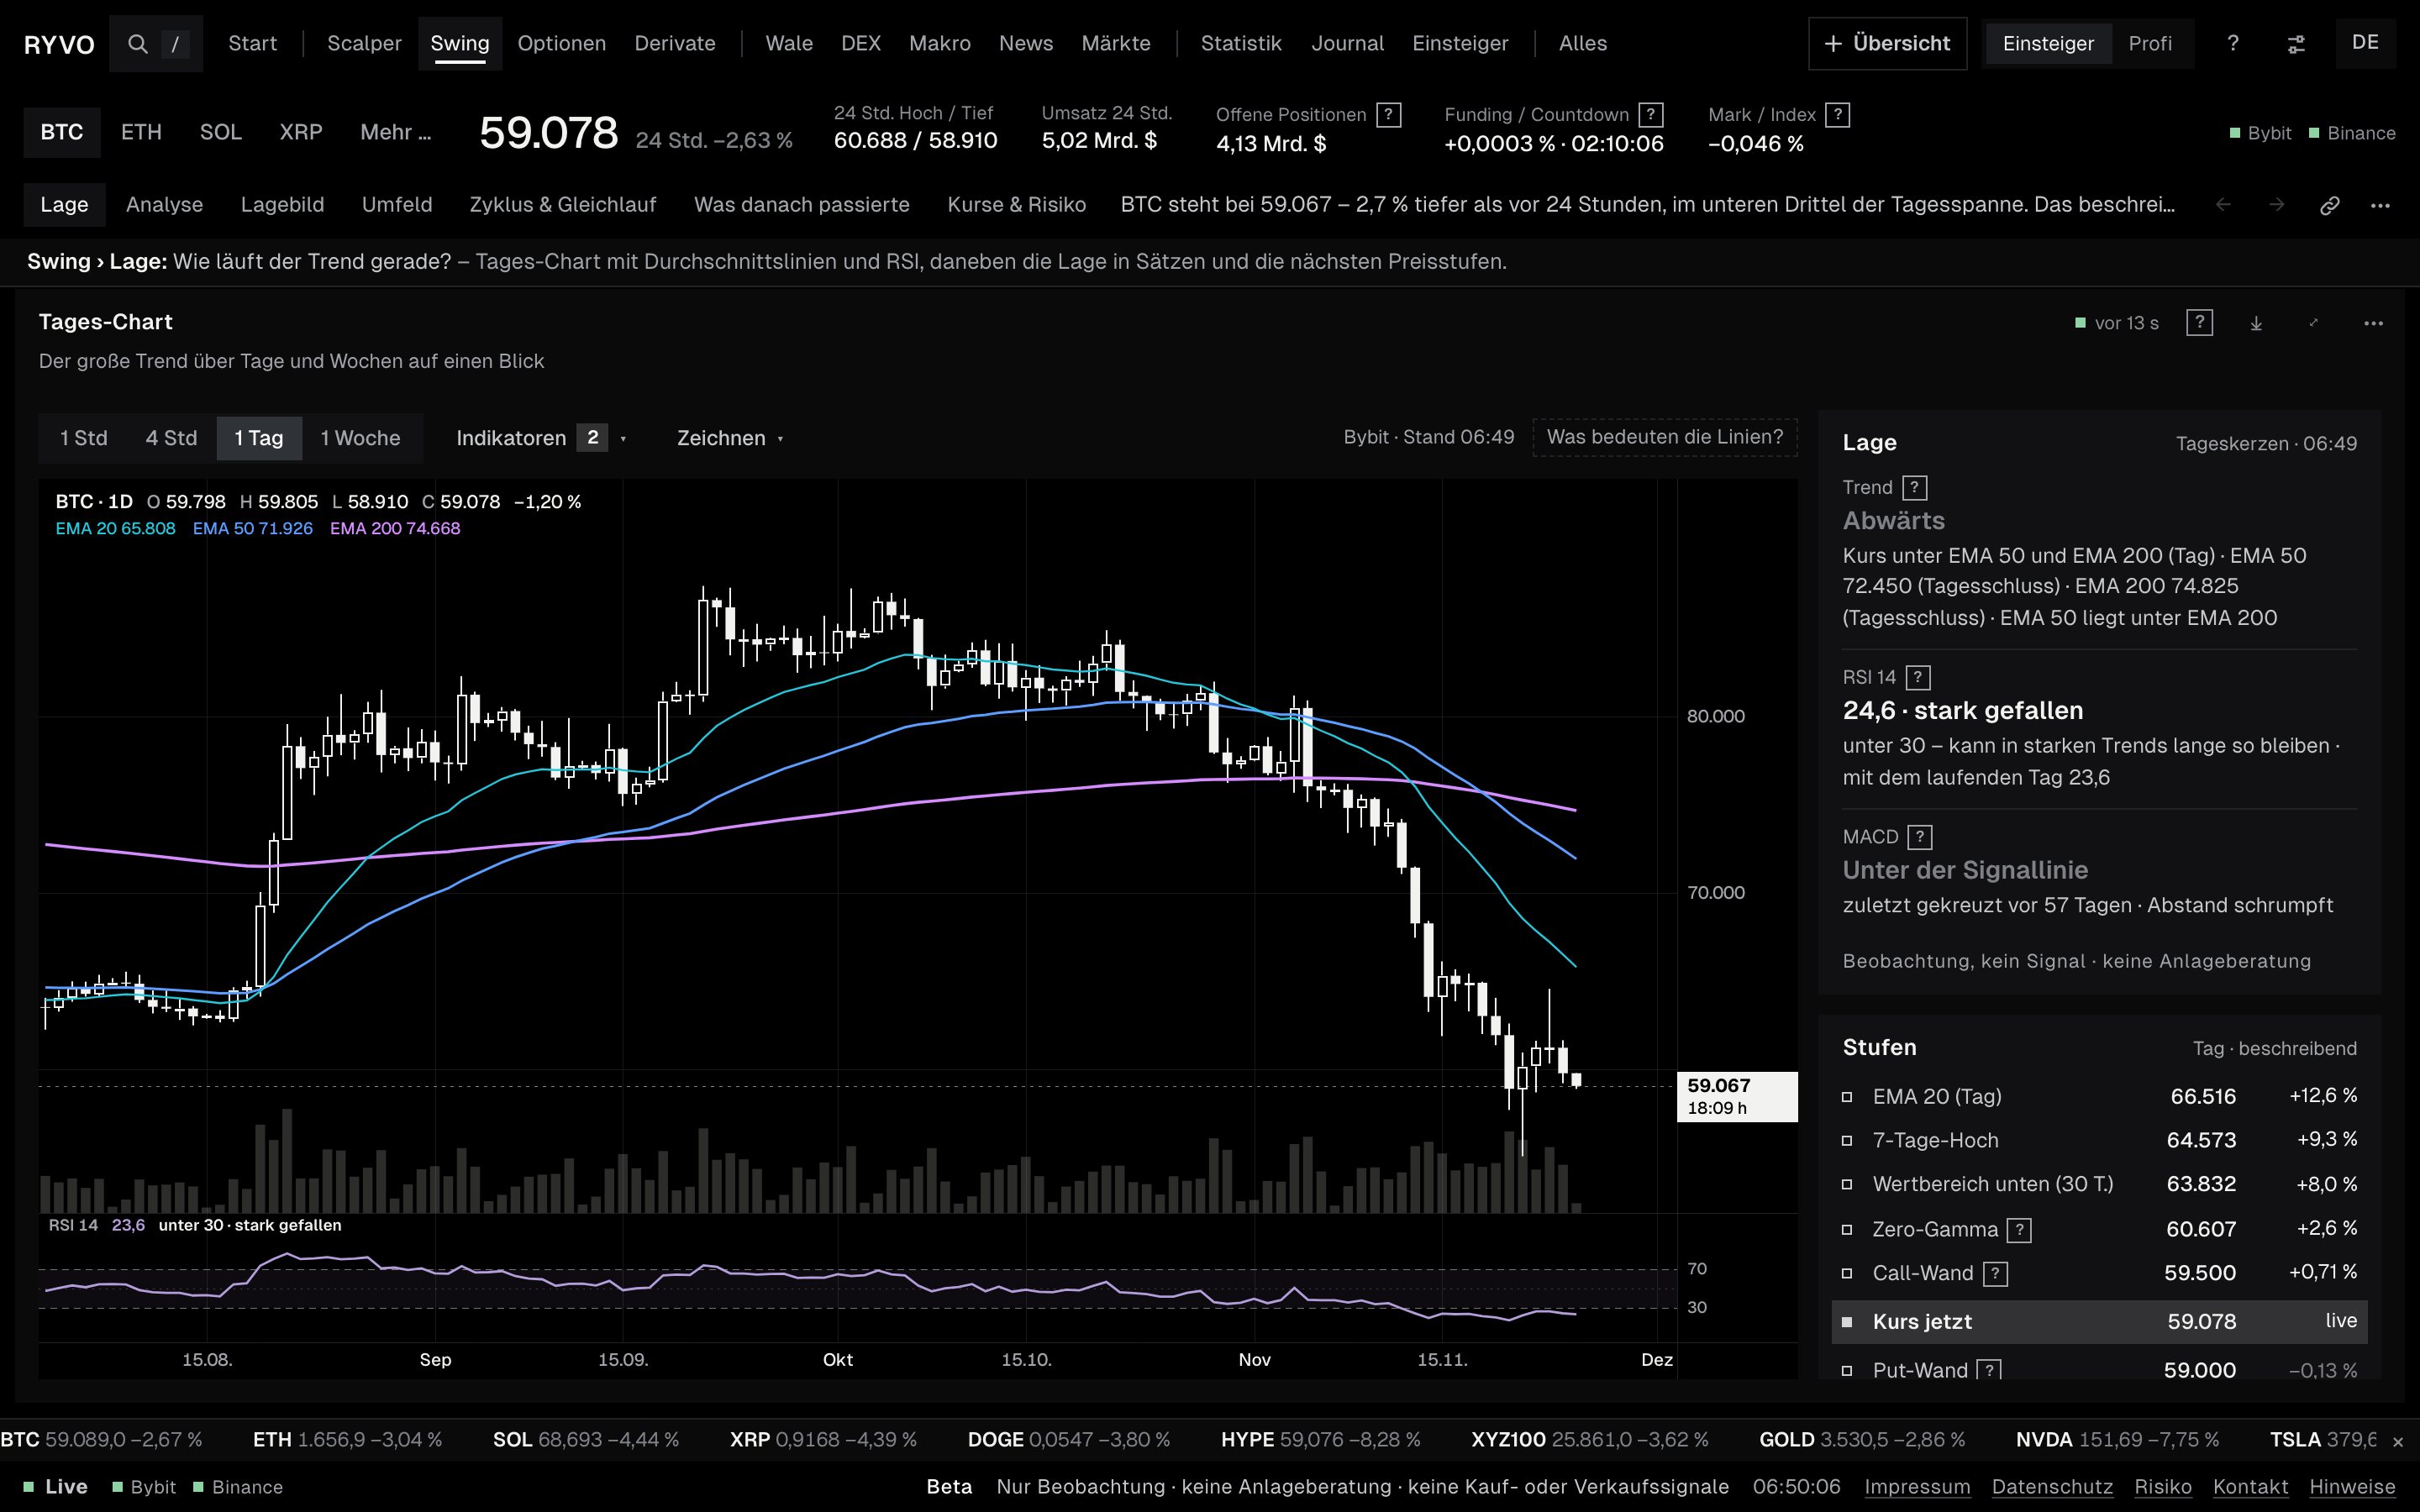 RYVO / Start Scalper Swing Optionen Derivate Wale DEX Makro News Märkte Statistik Journal Einsteiger Alles + Übersicht Einsteiger Profi ? DE
BTC ETH SOL XRP Mehr ... 59.078 24 Std. −2,63 %
24 Std. Hoch / Tief
60.688 / 58.910
Umsatz 24 Std.
5,02 Mrd. $
Offene Positionen ?
4,13 Mrd. $
Funding / Countdown ?
+0,0003 % · 02:10:06
Mark / Index ?
−0,046 %
Bybit Binance
Lage Analyse Lagebild Umfeld Zyklus & Gleichlauf Was danach passierte Kurse & Risiko BTC steht bei 59.067 – 2,7 % tiefer als vor 24 Stunden, im unteren Drittel der Tagesspanne. Das beschrei...
Swing › Lage: Wie läuft der Trend gerade? – Tages-Chart mit Durchschnittslinien und RSI, daneben die Lage in Sätzen und die nächsten Preisstufen.
Tages-Chart
vor 13 s ?
Der große Trend über Tage und Wochen auf einen Blick
1 Std 4 Std 1 Tag 1 Woche Indikatoren 2 Zeichnen Bybit · Stand 06:49 Was bedeuten die Linien?
BTC · 1D O 59.798 H 59.805 L 58.910 C 59.078 −1,20 %
EMA 20 65.808 EMA 50 71.926 EMA 200 74.668
80.000
70.000
59.067
18:09 h
RSI 14 23,6 unter 30 · stark gefallen
70
30
15.08. Sep 15.09. Okt 15.10. Nov 15.11. Dez
Lage Tageskerzen · 06:49
Trend ?
Abwärts
Kurs unter EMA 50 und EMA 200 (Tag) · EMA 50
72.450 (Tagesschluss) · EMA 200 74.825
(Tagesschluss) · EMA 50 liegt unter EMA 200
RSI 14 ?
24,6 · stark gefallen
unter 30 – kann in starken Trends lange so bleiben ·
mit dem laufenden Tag 23,6
MACD ?
Unter der Signallinie
zuletzt gekreuzt vor 57 Tagen · Abstand schrumpft
Beobachtung, kein Signal · keine Anlageberatung
Stufen Tag · beschreibend
EMA 20 (Tag) 66.516 +12,6 %
7-Tage-Hoch 64.573 +9,3 %
Wertbereich unten (30 T.) 63.832 +8,0 %
Zero-Gamma ? 60.607 +2,6 %
Call-Wand ? 59.500 +0,71 %
Kurs jetzt 59.078 live
Put-Wand ? 59.000 −0,13 %
BTC 59.089,0 −2,67 % ETH 1.656,9 −3,04 % SOL 68,693 −4,44 % XRP 0,9168 −4,39 % DOGE 0,0547 −3,80 % HYPE 59,076 −8,28 % XYZ100 25.861,0 −3,62 % GOLD 3.530,5 −2,86 % NVDA 151,69 −7,75 % TSLA 379,6 ×
Live Bybit Binance Beta Nur Beobachtung · keine Anlageberatung · keine Kauf- oder Verkaufssignale 06:50:06 Impressum Datenschutz Risiko Kontakt Hinweise